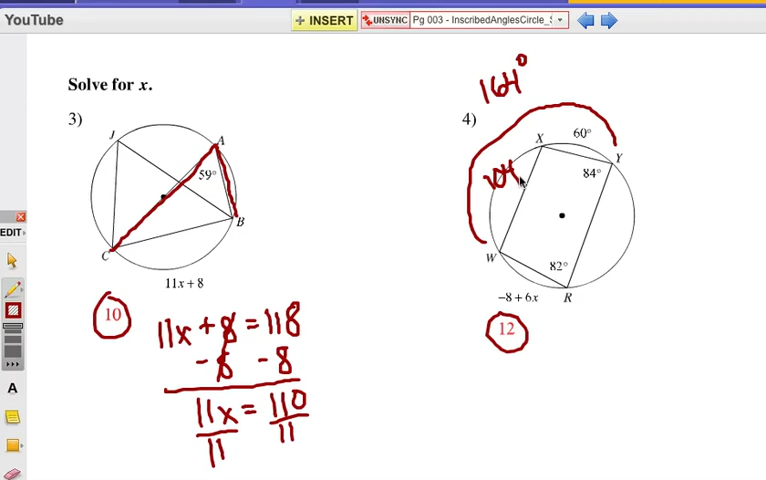 YouTube
INSERT
UNSYNC
Pg 003 - InscribedAnglesCircle_S
EDIT
A
Solve for x.
3)
J
A
59°
B
C
11x + 8
10
11x + 8 = 118
- 8 - 8
11x = 110
11 11
164°
4)
X
60°
Y
104
84°
W
82°
R
−8 + 6x
12